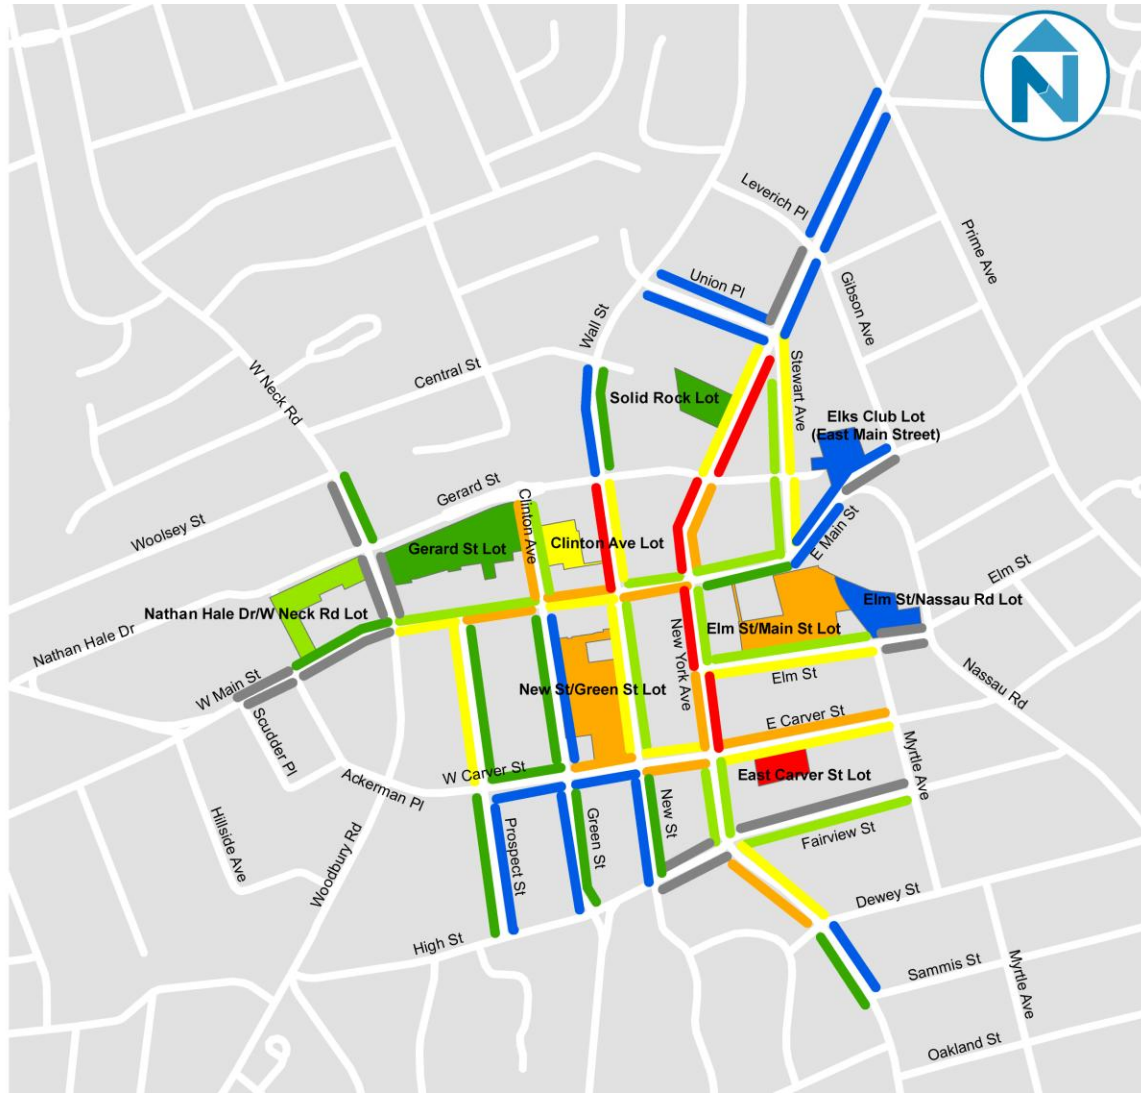 N
Leverich Pl
Prime Ave
Union Pl
Gibson Ave
Wall St
W Neck Rd
Central St
Stewart Ave
Solid Rock Lot
Elks Club Lot
(East Main Street)
Gerard St
Clinton Ave
Woolsey St
E Main St
Gerard St Lot
Clinton Ave Lot
Elm St
Nathan Hale Dr/W Neck Rd Lot
Elm St/Nassau Rd Lot
Nathan Hale Dr
Elm St/Main St Lot
New York Ave
W Main St
New St/Green St Lot
Elm St
Nassau Rd
Scudder Pl
E Carver St
W Carver St
Ackerman Pl
East Carver St Lot
Myrtle Ave
Hillside Ave
Woodbury Rd
Prospect St
Green St
New St
Fairview St
Dewey St
High St
Sammis St
Myrtle Ave
Oakland St